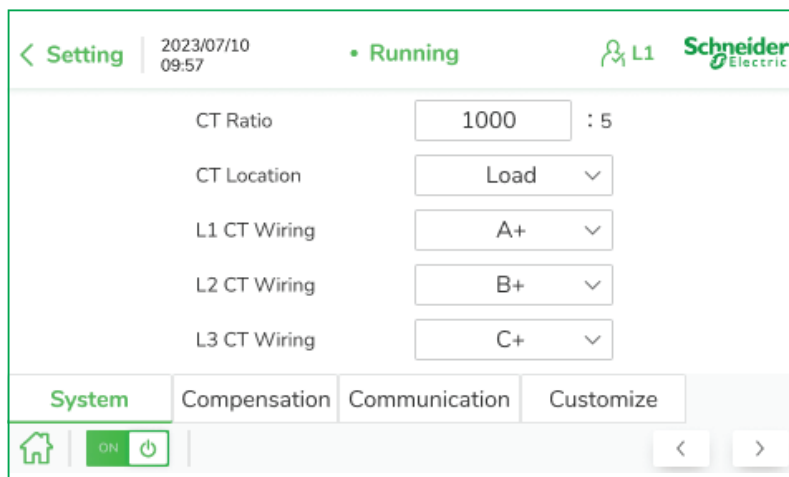 Setting
2023/07/10
09:57
• Running
L1
Schneider
Electric
CT Ratio 1000 : 5
CT Location Load
L1 CT Wiring A+
L2 CT Wiring B+
L3 CT Wiring C+
System Compensation Communication Customize
ON